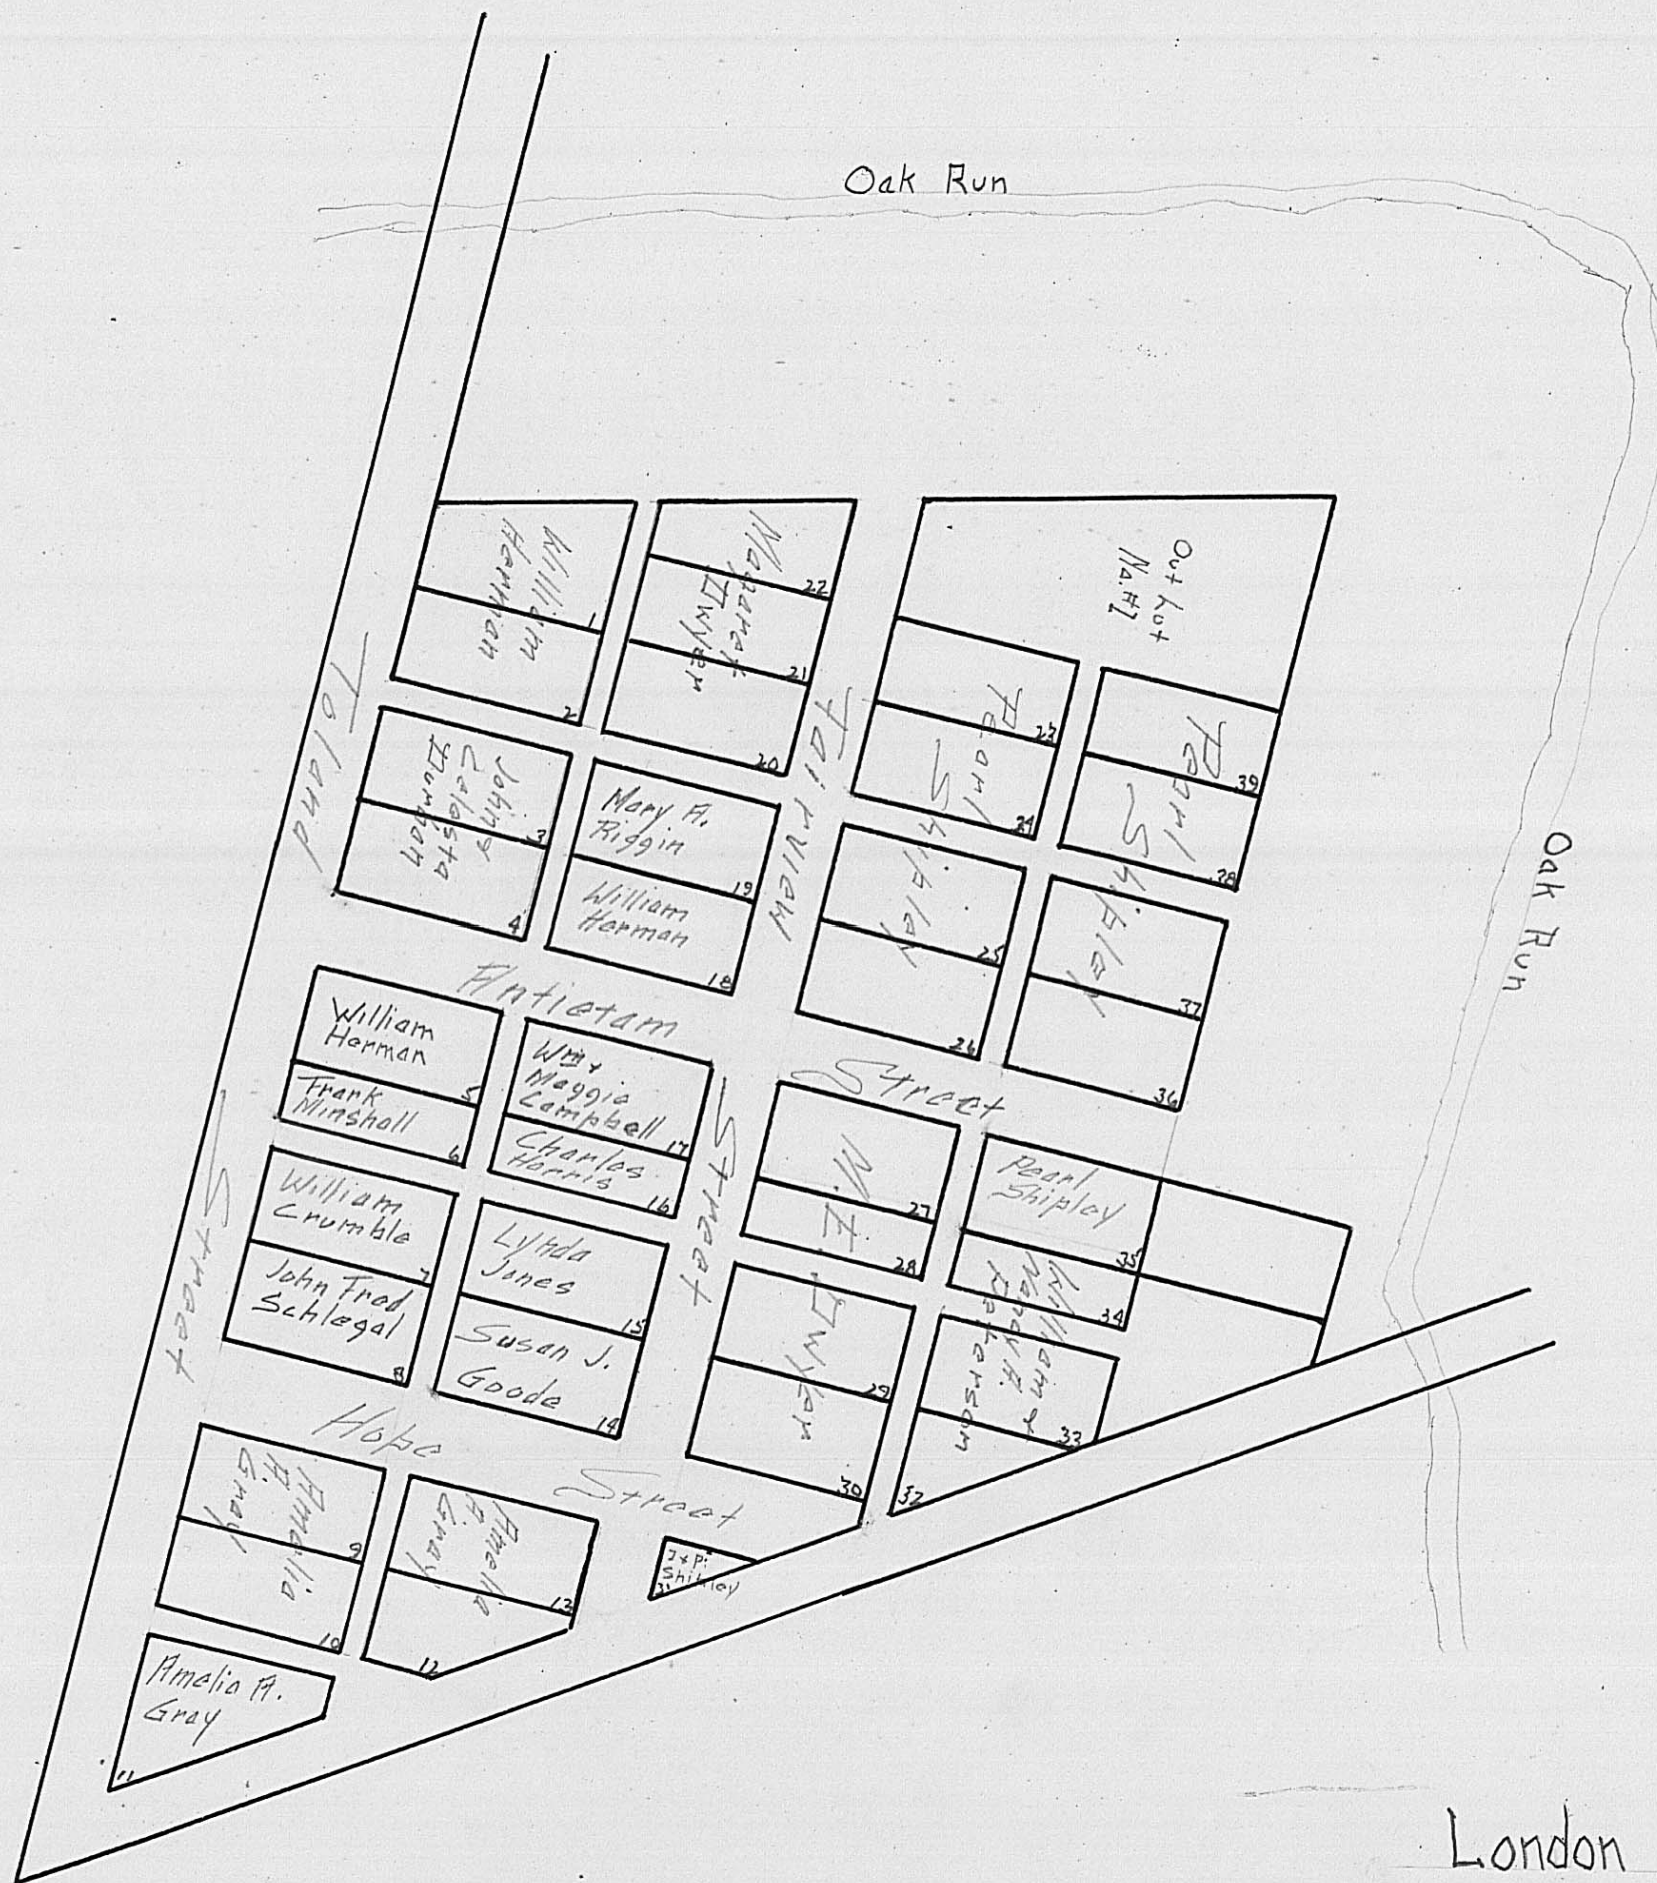 Oak Run
Out Lot
No. #1
William
Herman
1
2
Margaret
Dwyer
22
21
20
Toland
Street
Fairview
Street
Pearl
Shipley
23
24
25
26
Pearl
Shipley
39
38
37
36
Oak Run
John &
Celesta
Dungan
3
4
Mary A.
Riggin
19
William
Herman
18
Antietam
Street
William
Herman
5
Frank
Minshall
6
Wm &
Maggie
Campbell
17
Charles
Harris
16
M. E. Dwyer
27
28
29
30
Pearl
Shipley
35
William &
Nancy A.
Patterson
34
33
32
William
Crumble
7
John Fred
Schlegal
8
Lynda
Jones
15
Susan J.
Goode
14
Hope
Street
Amelia
A.
Gray
9
10
Amelia
A
Gray
13
12
Shipley
31
Amelia A.
Gray
11
London